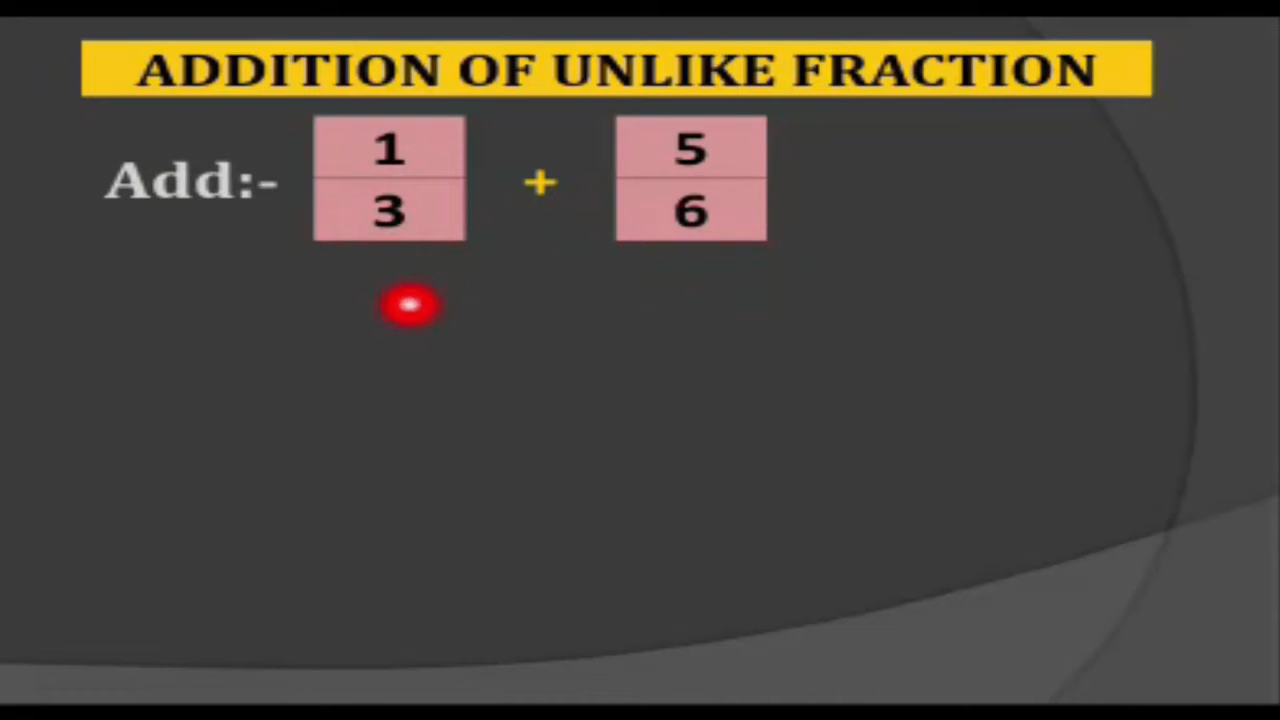 ADDITION OF UNLIKE FRACTION
Add:- 1/3 + 5/6